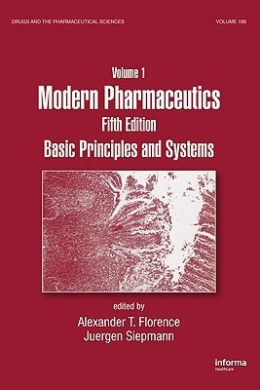 DRUGS AND THE PHARMACEUTICAL SCIENCES VOLUME 188
Volume 1
Modern Pharmaceutics
Fifth Edition
Basic Principles and Systems
edited by
Alexander T. Florence
Juergen Siepmann
informa
healthcare